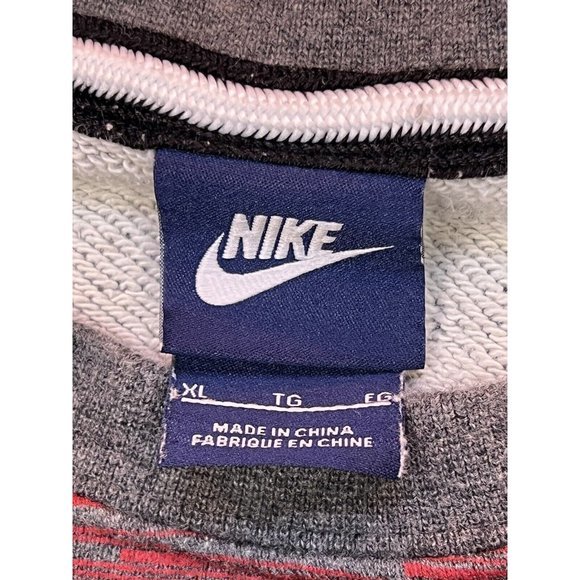 NIKE
XL TG EG
MADE IN CHINA
FABRIQUE EN CHINE